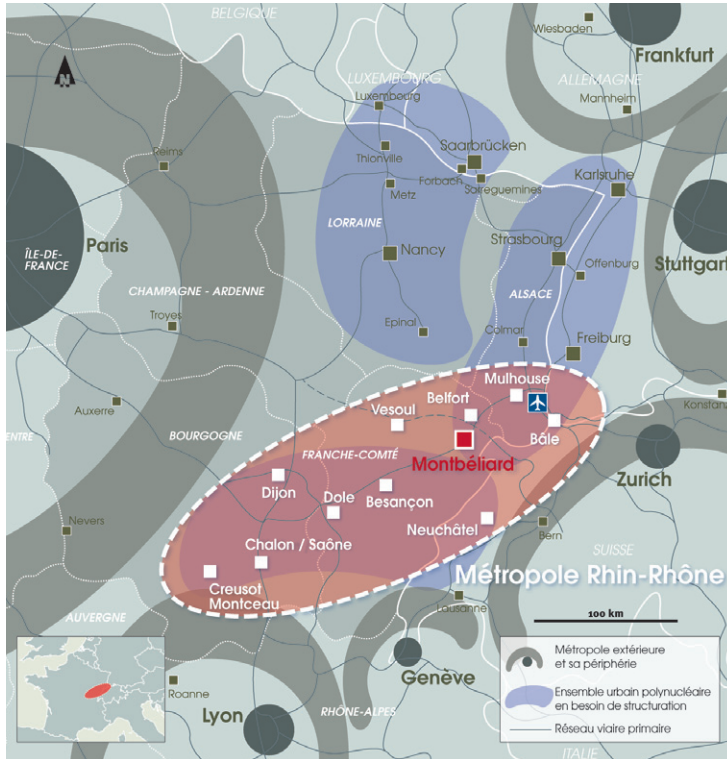 BELGIQUE
Wiesbaden
Frankfurt
N
LUXEMBOURG
ALLEMAGNE
Luxembourg
Mannheim
Reims
Thionville
Saarbrücken
Forbach
Sarreguemines
Karlsruhe
Metz
LORRAINE
Paris
ÎLE-DE-
FRANCE
Nancy
Strasbourg
Stuttgart
Offenburg
CHAMPAGNE - ARDENNE
ALSACE
Troyes
Epinal
Colmar
Freiburg
Mulhouse
Auxerre
Vesoul
Belfort
Konstanz
CENTRE
BOURGOGNE
Bâle
FRANCHE-COMTÉ
Montbéliard
Zurich
Dijon
Dole
Besançon
Nevers
Neuchâtel
Bern
Chalon / Saône
SUISSE
Creusot
Montceau
Métropole Rhin-Rhône
Lausanne
AUVERGNE
100 km
Roanne
Genève
Lyon
RHÔNE-ALPES
Métropole extérieure
et sa périphérie
Ensemble urbain polynucléaire
en besoin de structuration
Réseau viaire primaire
ITALIE